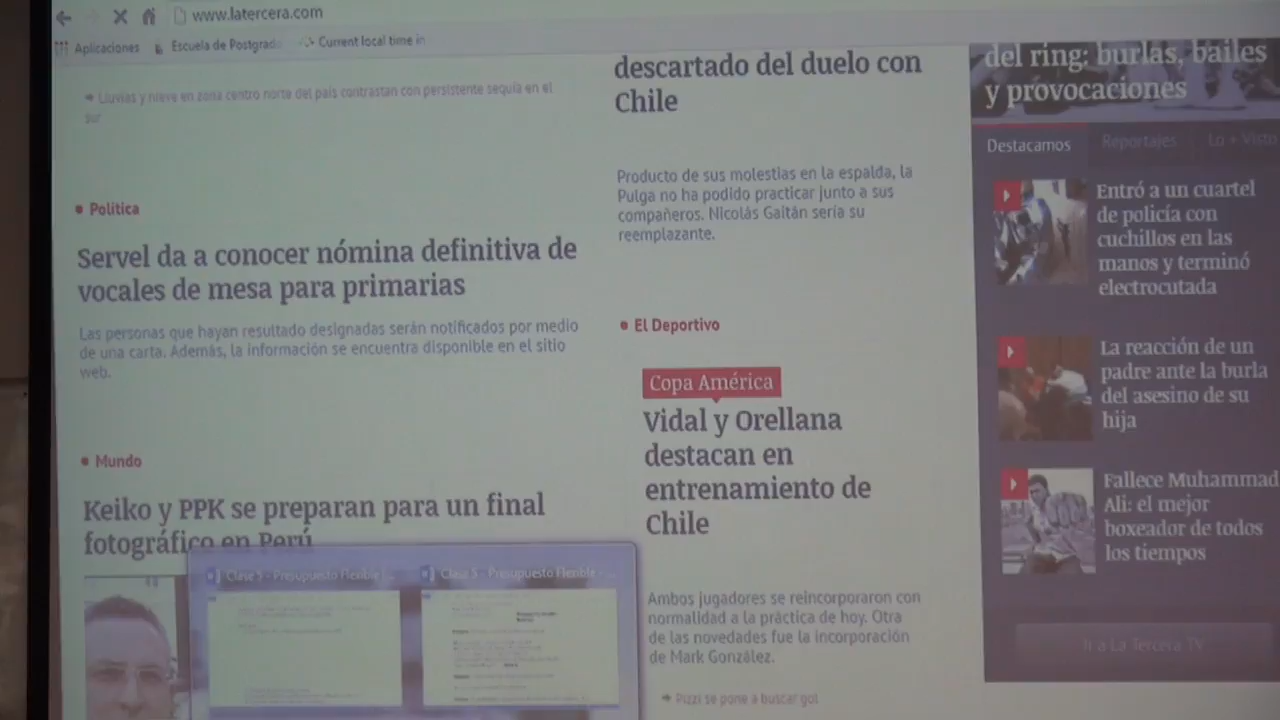 www.latercera.com
Aplicaciones
Escuela de Postgrado
Current local time in
Lluvias y nieve en zona centro norte del país contrastan con persistente sequía en el
sur
• Política
Servel da a conocer nómina definitiva de
vocales de mesa para primarias
Las personas que hayan resultado designadas serán notificados por medio
de una carta. Además, la información se encuentra disponible en el sitio
web.
• Mundo
Keiko y PPK se preparan para un final
fotográfico en Perú
Clase 5 - Presupuesto Flexible [...
Clase 5 - Presupuesto Flexible -...
descartado del duelo con
Chile
Producto de sus molestias en la espalda, la
Pulga no ha podido practicar junto a sus
compañeros. Nicolás Gaitán sería su
reemplazante.
• El Deportivo
Copa América
Vidal y Orellana
destacan en
entrenamiento de
Chile
Ambos jugadores se reincorporaron con
normalidad a la práctica de hoy. Otra
de las novedades fue la incorporación
de Mark González.
Pizzi se pone a buscar gol
del ring: burlas, bailes
y provocaciones
Destacamos
Reportajes
Lo + Visto
Entró a un cuartel
de policía con
cuchillos en las
manos y terminó
electrocutada
La reacción de un
padre ante la burla
del asesino de su
hija
Fallece Muhammad
Ali: el mejor
boxeador de todos
los tiempos
Ir a La Tercera TV